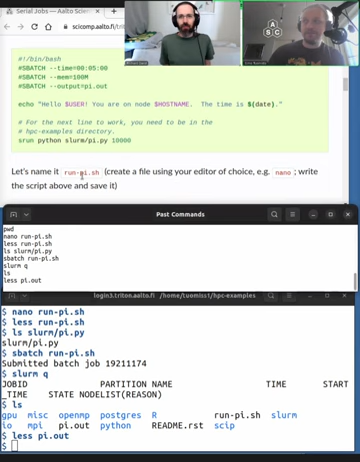 Serial Jobs — Aalto Sci
scicomp.aalto.fi/t
#!/bin/bash
#SBATCH --time=00:05:00
#SBATCH --mem=100M
#SBATCH --output=pi.out
echo "Hello $USER! You are on node $HOSTNAME.  The time is $(date)."
# For the next line to work, you need to be in the
# hpc-examples directory.
srun python slurm/pi.py 10000
Let's name it run-pi.sh (create a file using your editor of choice, e.g. nano ; write
the script above and save it)
Past Commands
pwd
nano run-pi.sh
less run-pi.sh
ls slurm/pi.py
sbatch run-pi.sh
slurm q
ls
less pi.out
login3.triton.aalto.fi /home/tuomiss1/hpc-examples
$ nano run-pi.sh
$ less run-pi.sh
$ ls slurm/pi.py
slurm/pi.py
$ sbatch run-pi.sh
Submitted batch job 19211174
$ slurm q
JOBID PARTITION NAME TIME START
_TIME STATE NODELIST(REASON)
$ ls
gpu misc openmp postgres R run-pi.sh slurm
io mpi pi.out python README.rst scip
$ less pi.out
$